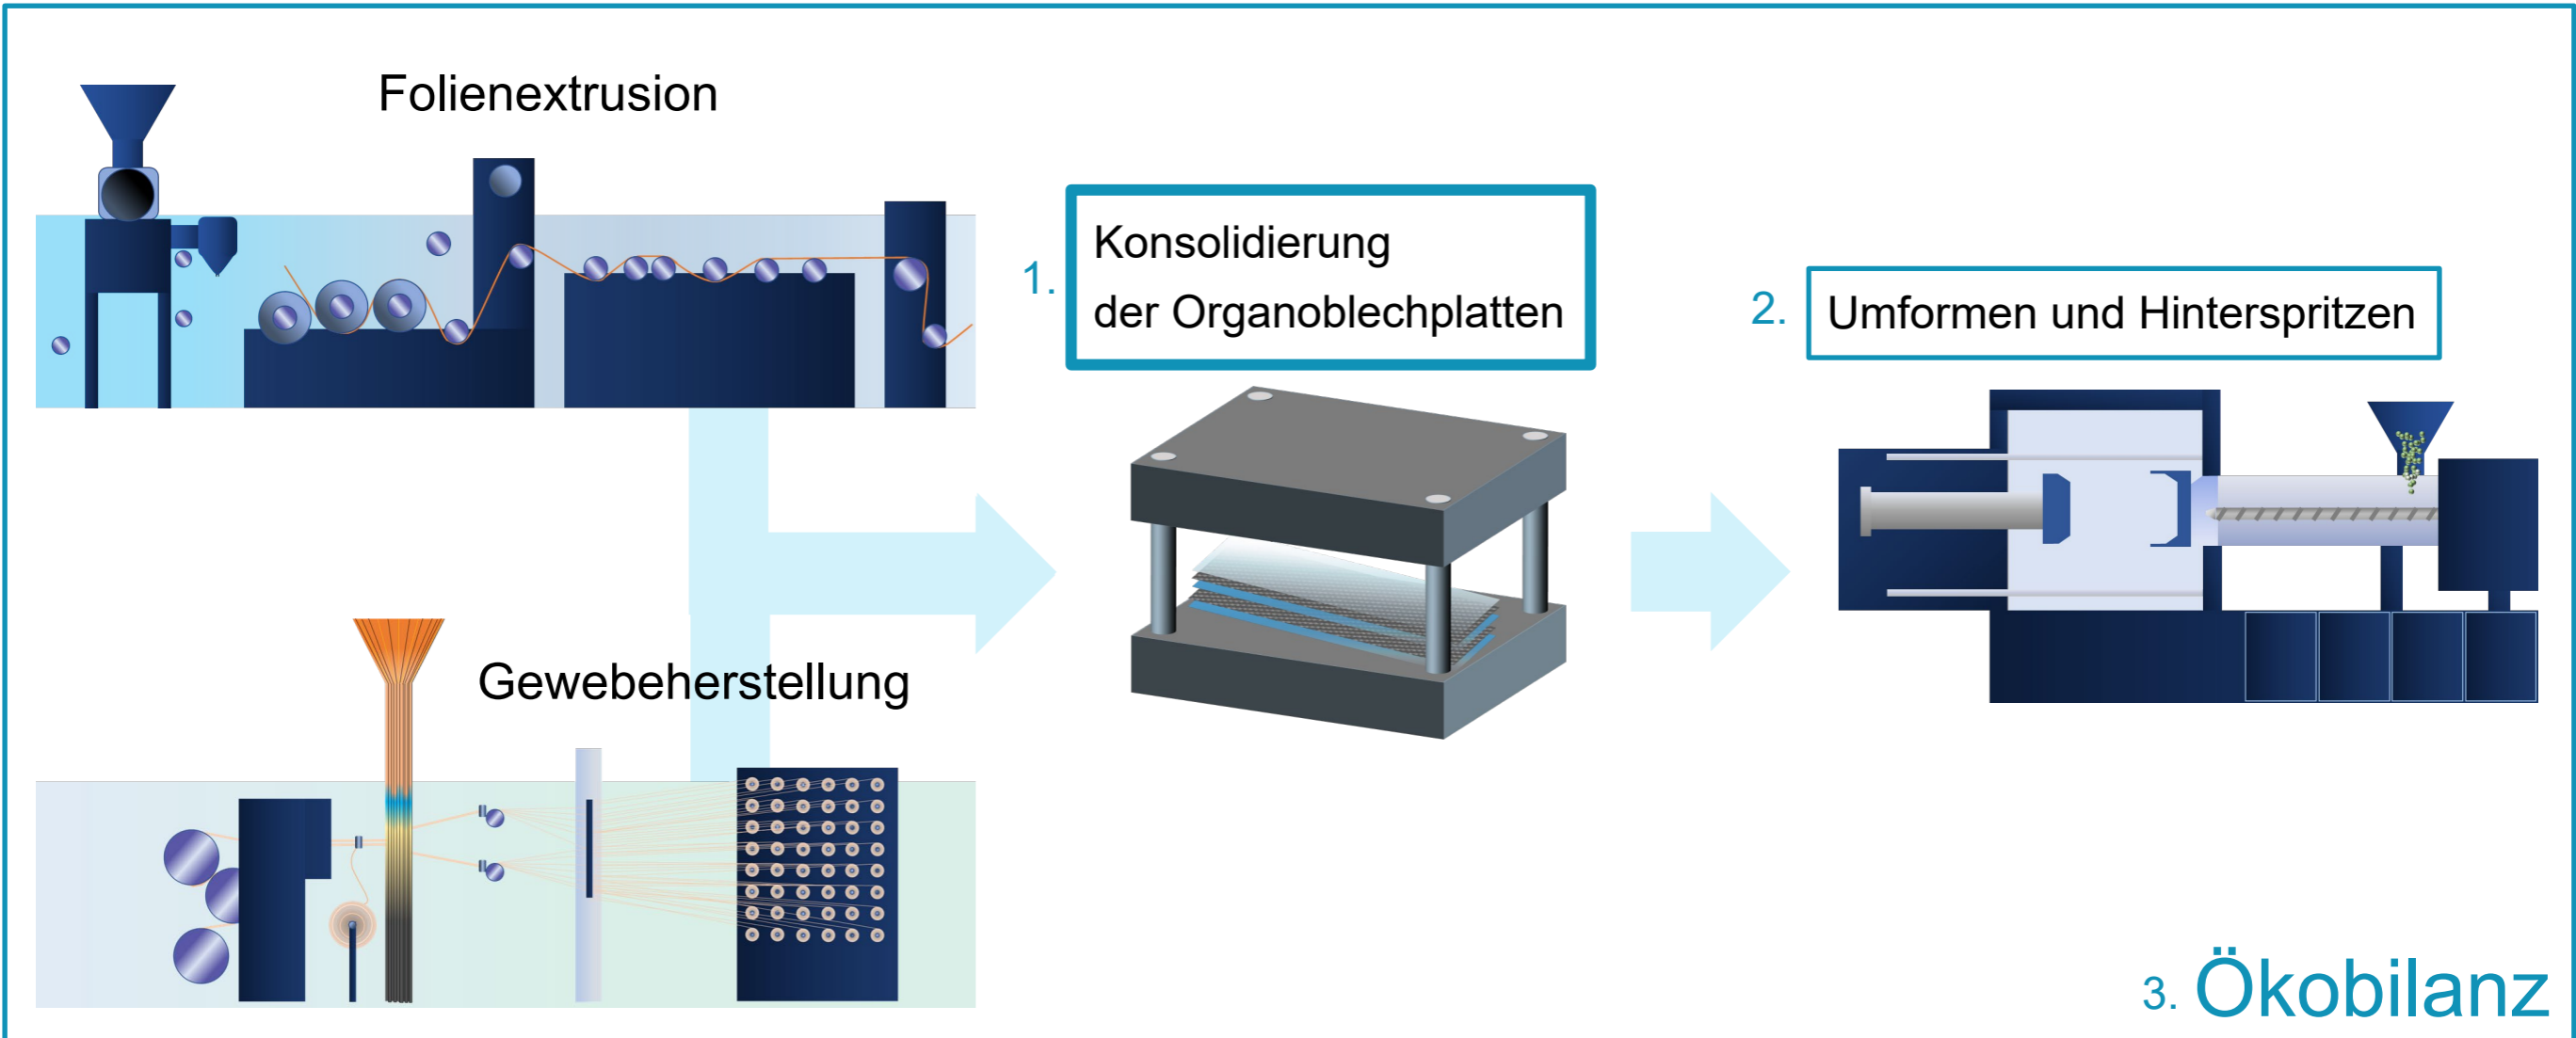 Folienextrusion
1.
Konsolidierung
der Organoblechplatten
2.
Umformen und Hinterspritzen
Gewebeherstellung
3. Ökobilanz